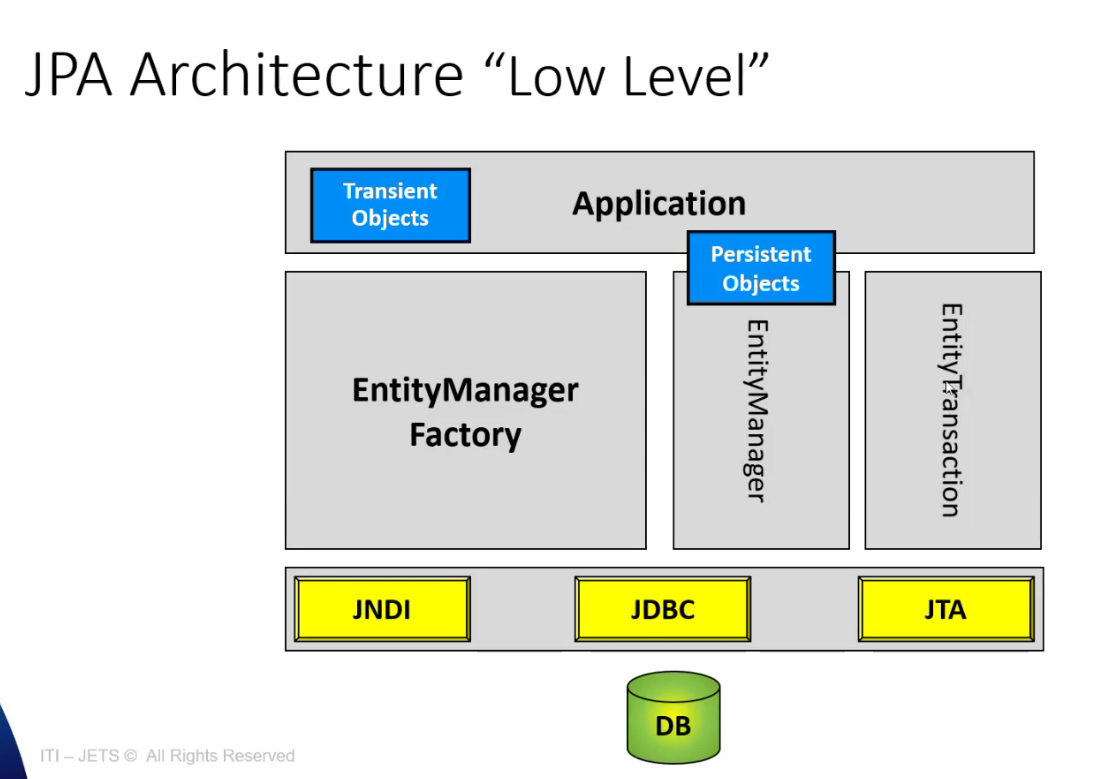 JPA Architecture “Low Level”
Transient
Objects
Application
Persistent
Objects
EntityManager
Factory
EntityManager
EntityTransaction
JNDI
JDBC
JTA
DB
ITI – JETS © All Rights Reserved